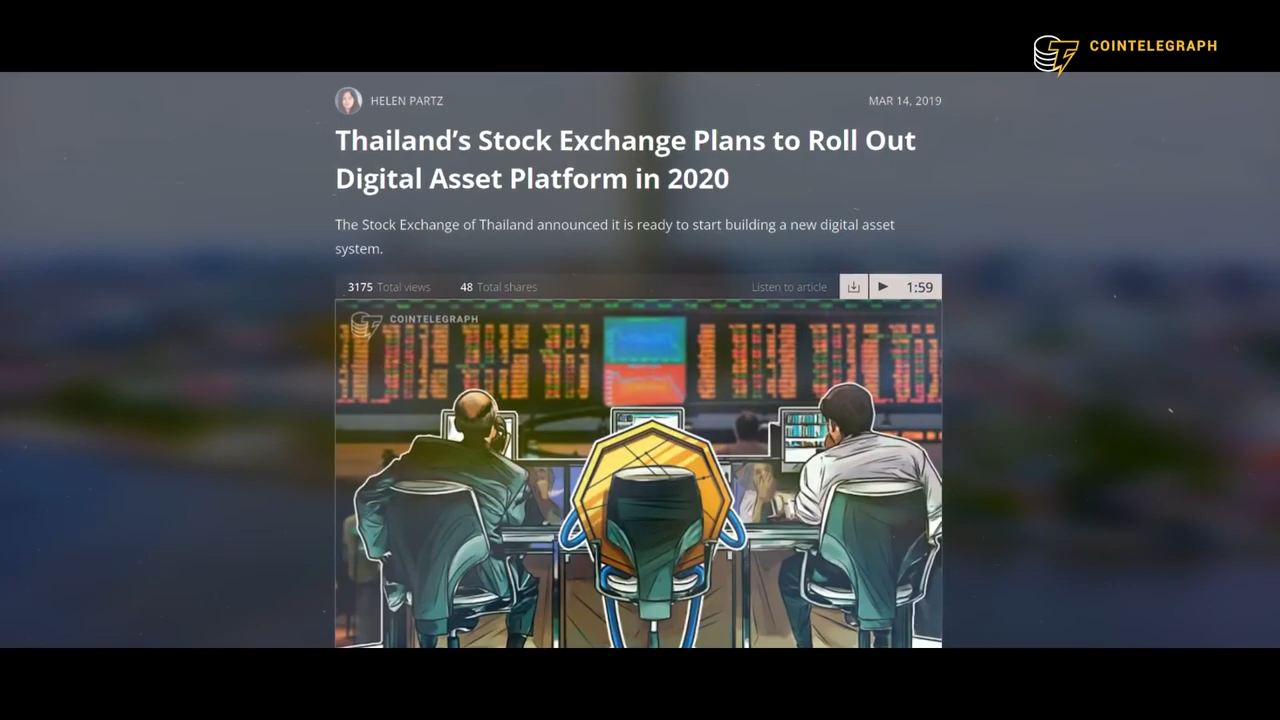 COINTELEGRAPH
HELEN PARTZ
MAR 14, 2019
Thailand’s Stock Exchange Plans to Roll Out
Digital Asset Platform in 2020
The Stock Exchange of Thailand announced it is ready to start building a new digital asset
system.
3175 Total views 48 Total shares Listen to article 1:59
COINTELEGRAPH